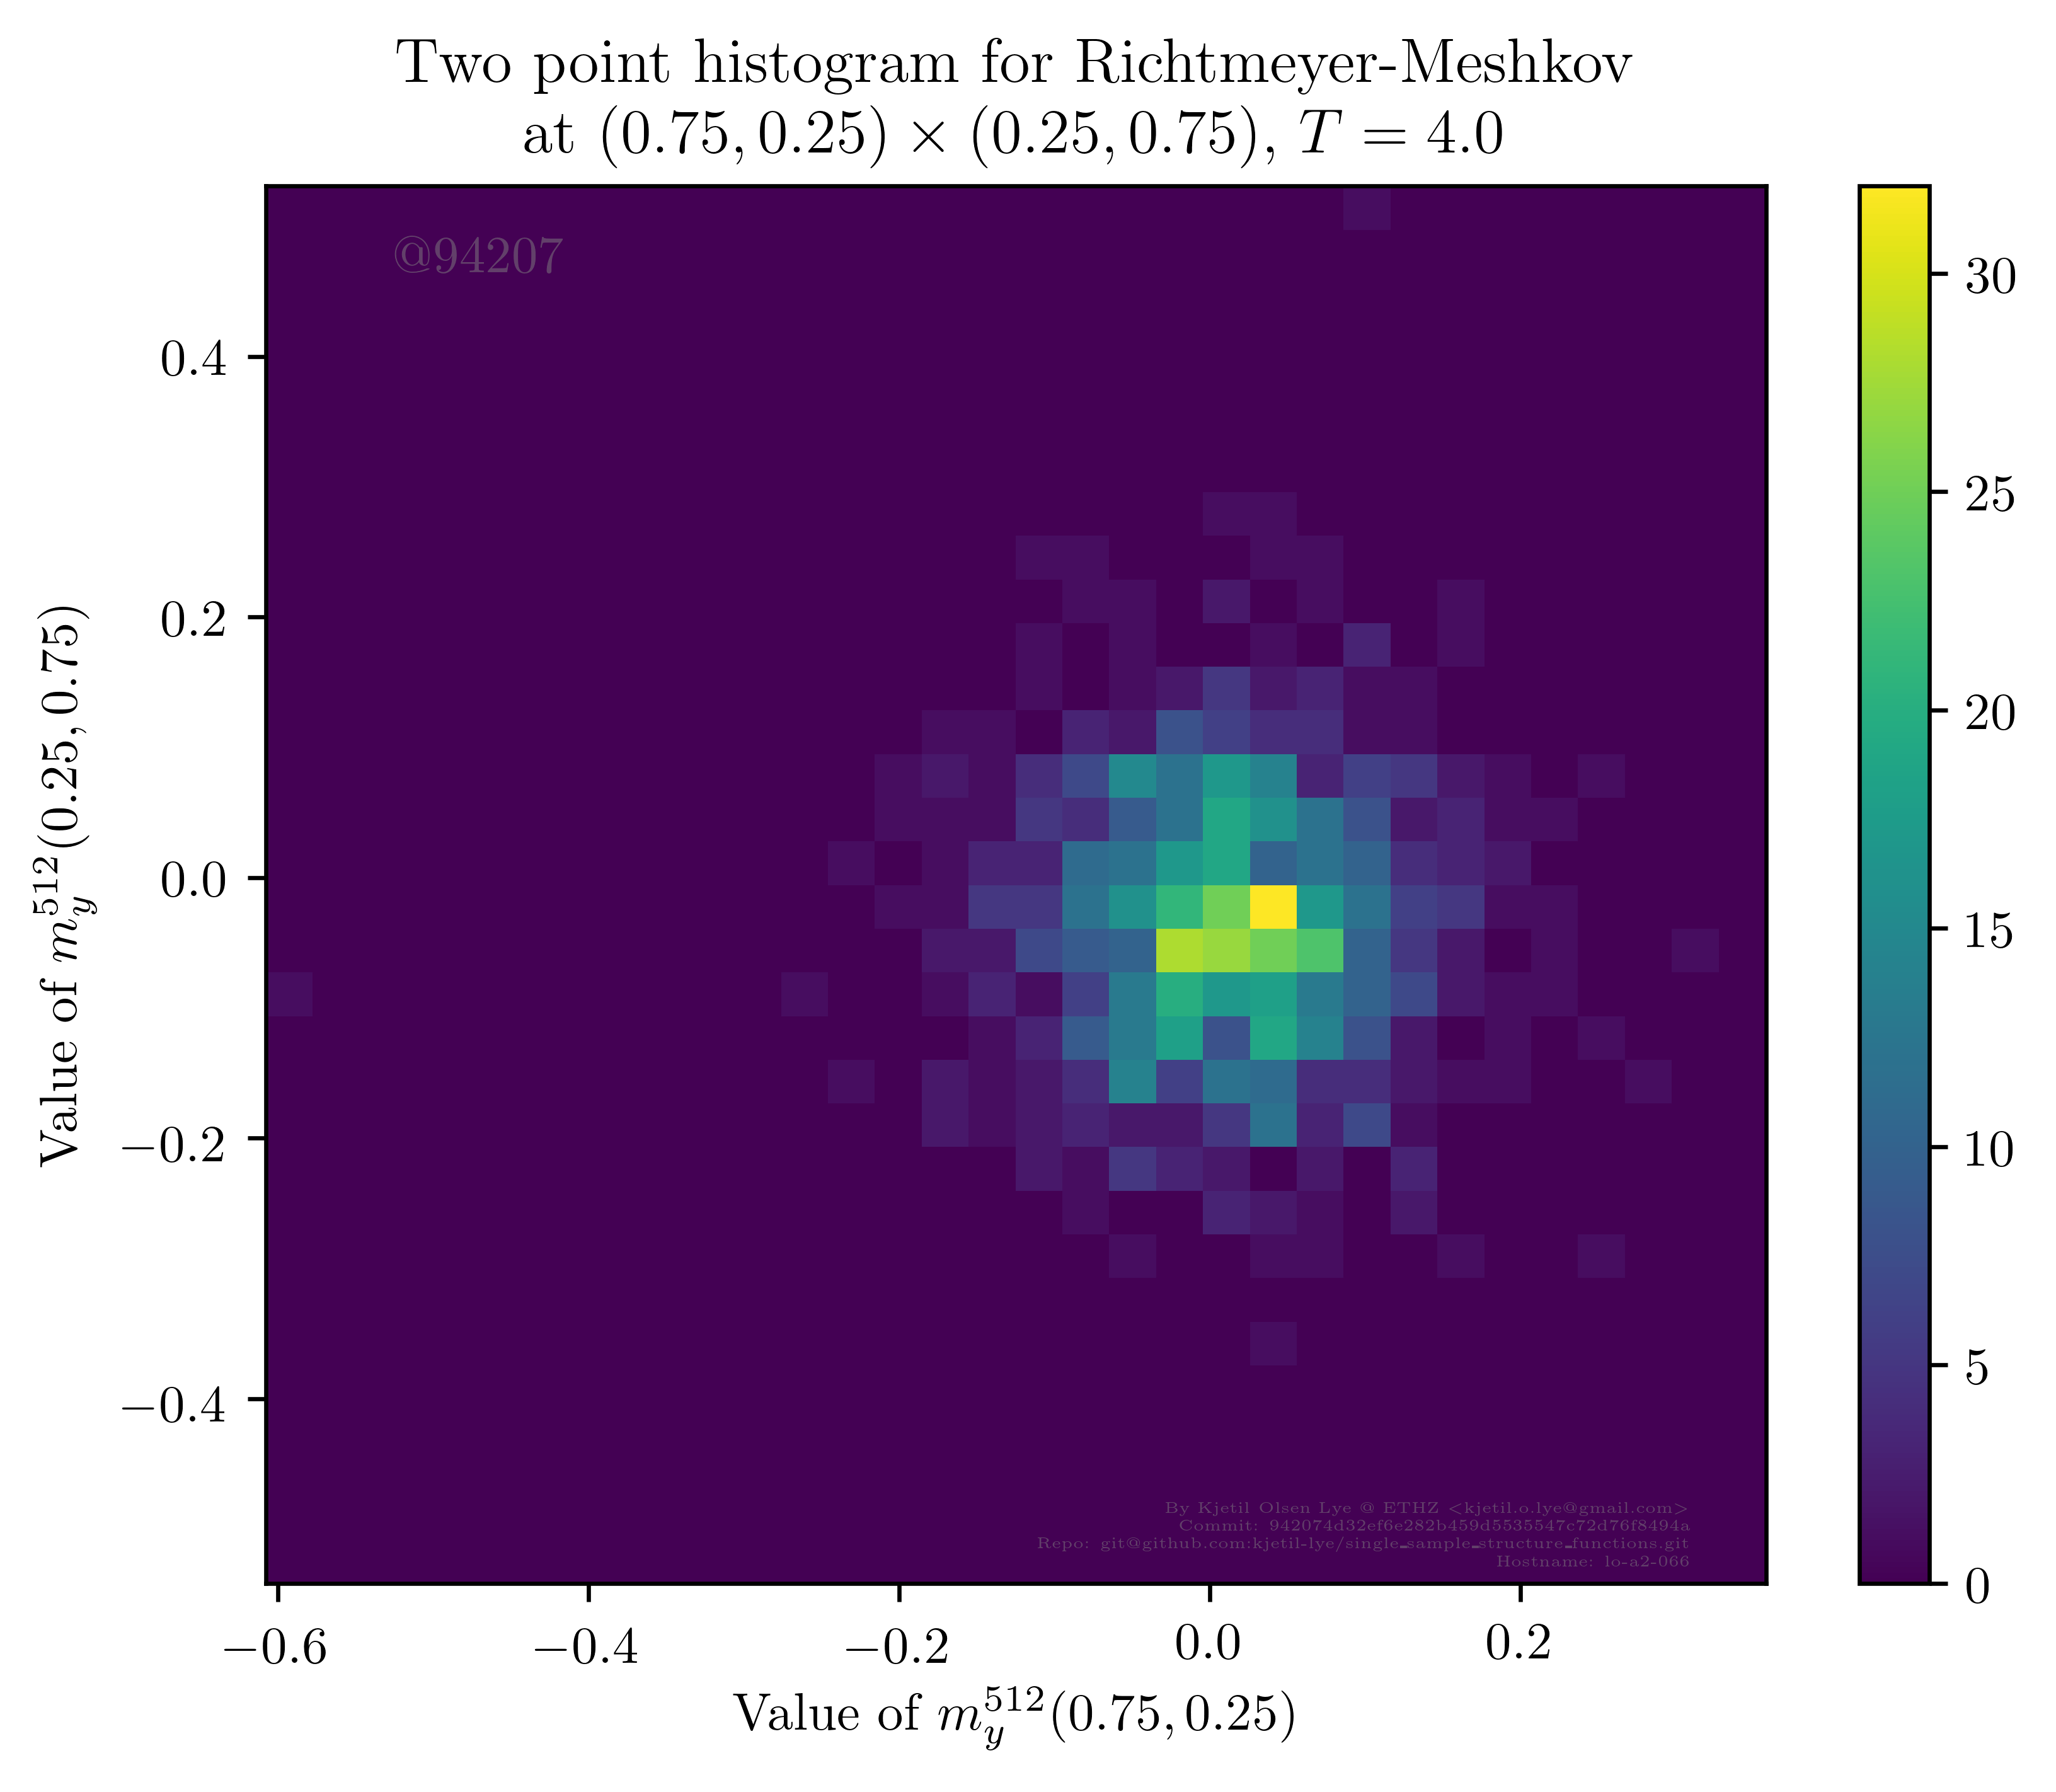 Two point histogram for Richtmeyer-Meshkov
at (0.75, 0.25) × (0.25, 0.75), T = 4.0
@94207
30
25
20
15
10
5
0
0.4
0.2
0.0
−0.2
−0.4
Value of m_y^512(0.25, 0.75)
By Kjetil Olsen Lye @ ETHZ <kjetil.o.lye@gmail.com>
Commit: 942074d32ef6e282b459d5535547c72d76f8494a
Repo: git@github.com:kjetil-lye/single_sample_structure_functions.git
Hostname: lo-a2-066
−0.6 −0.4 −0.2 0.0 0.2
Value of m_y^512(0.75, 0.25)